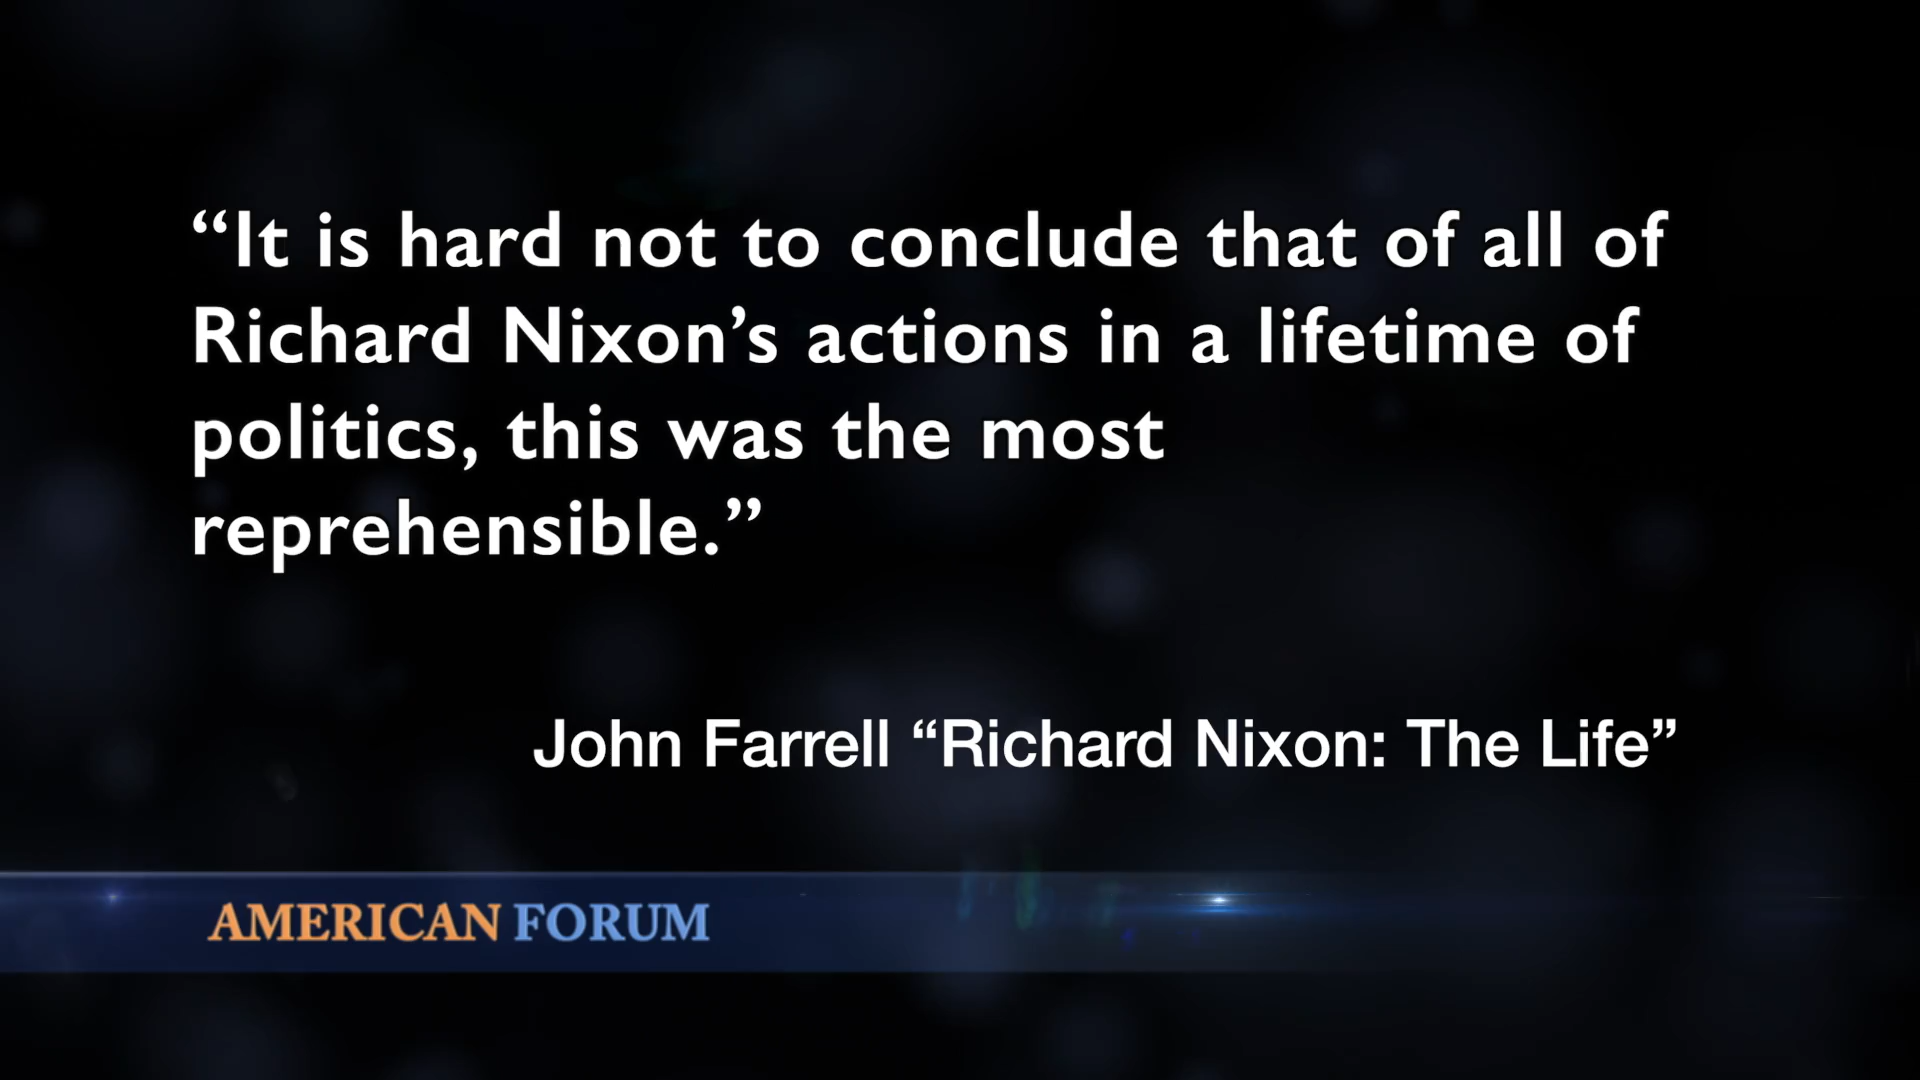 “It is hard not to conclude that of all of
Richard Nixon’s actions in a lifetime of
politics, this was the most
reprehensible.”
John Farrell “Richard Nixon: The Life”
AMERICAN FORUM